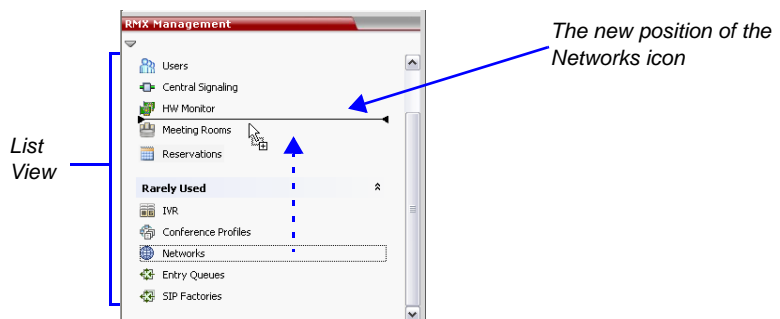 RMX Management
The new position of the
Networks icon
Users
Central Signaling
HW Monitor
Meeting Rooms
Reservations
List
View
Rarely Used
IVR
Conference Profiles
Networks
Entry Queues
SIP Factories